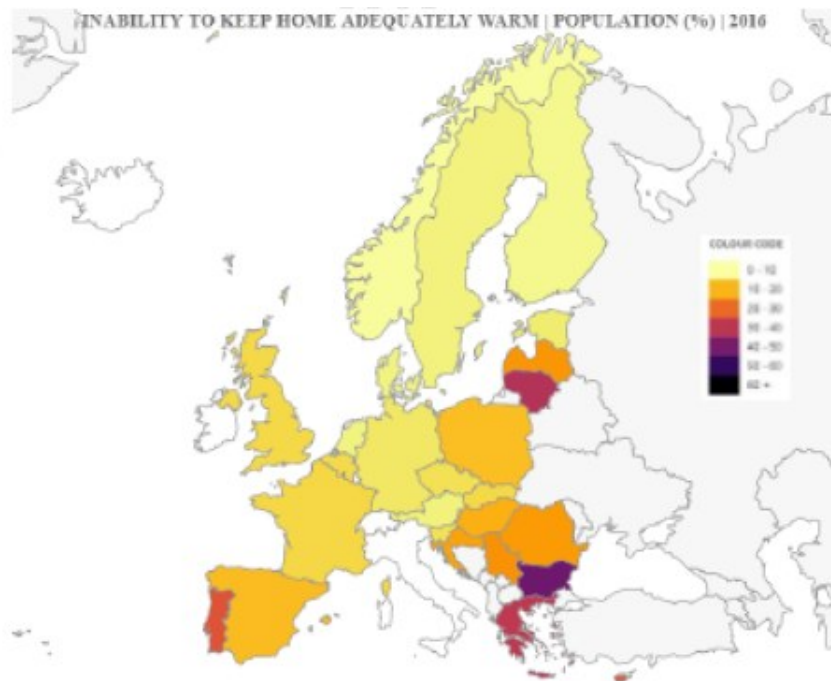 INABILITY TO KEEP HOME ADEQUATELY WARM | POPULATION (%) | 2016
COLOUR CODE
0 - 10
10 - 20
20 - 30
30 - 40
40 - 50
50 - 60
60 +